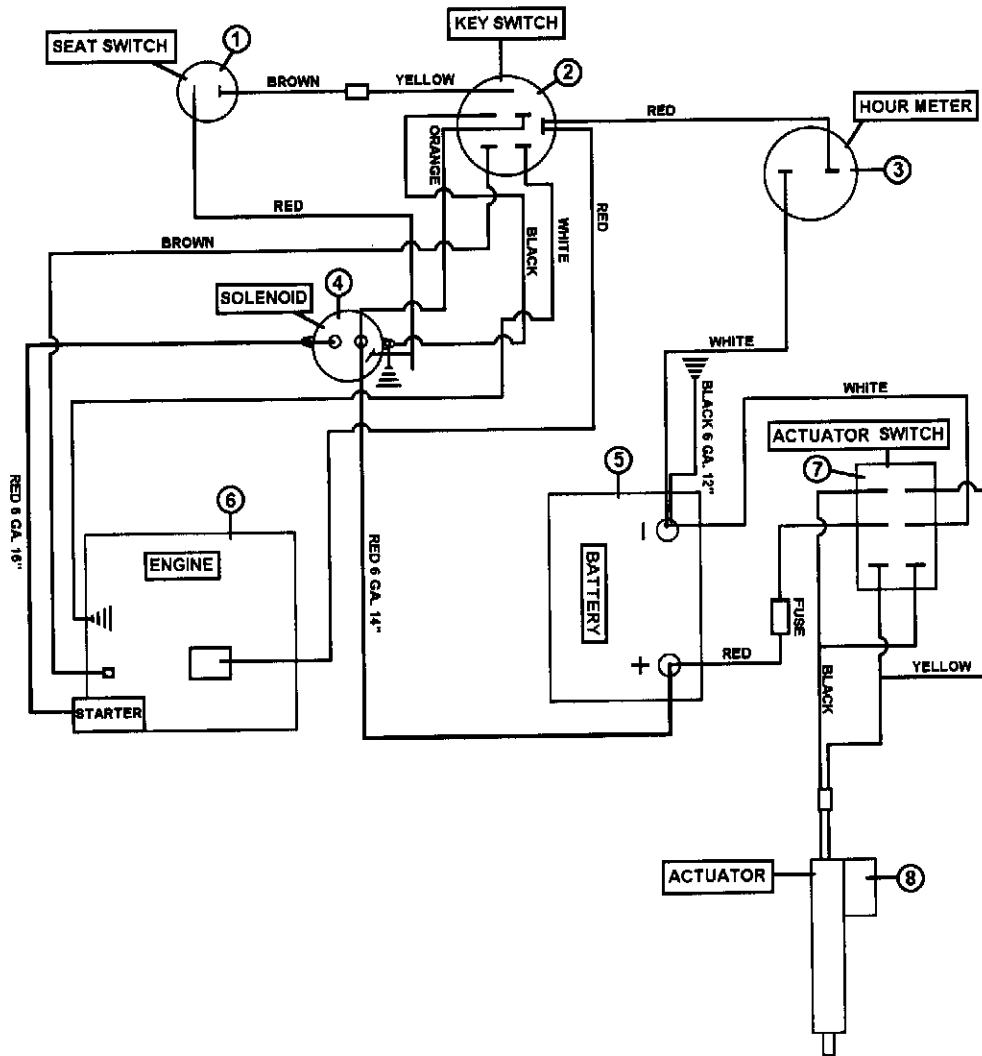 KEY SWITCH
1
SEAT SWITCH
2
BROWN
YELLOW
HOUR METER
RED
ORANGE
3
RED
RED
WHITE
BROWN
BLACK
4
SOLENOID
WHITE
WHITE
BLACK 6 GA. 12"
ACTUATOR SWITCH
5
7
6
RED 6 GA. 16"
ENGINE
RED 6 GA. 14"
–
BATTERY
FUSE
+
RED
YELLOW
BLACK
STARTER
ACTUATOR
8